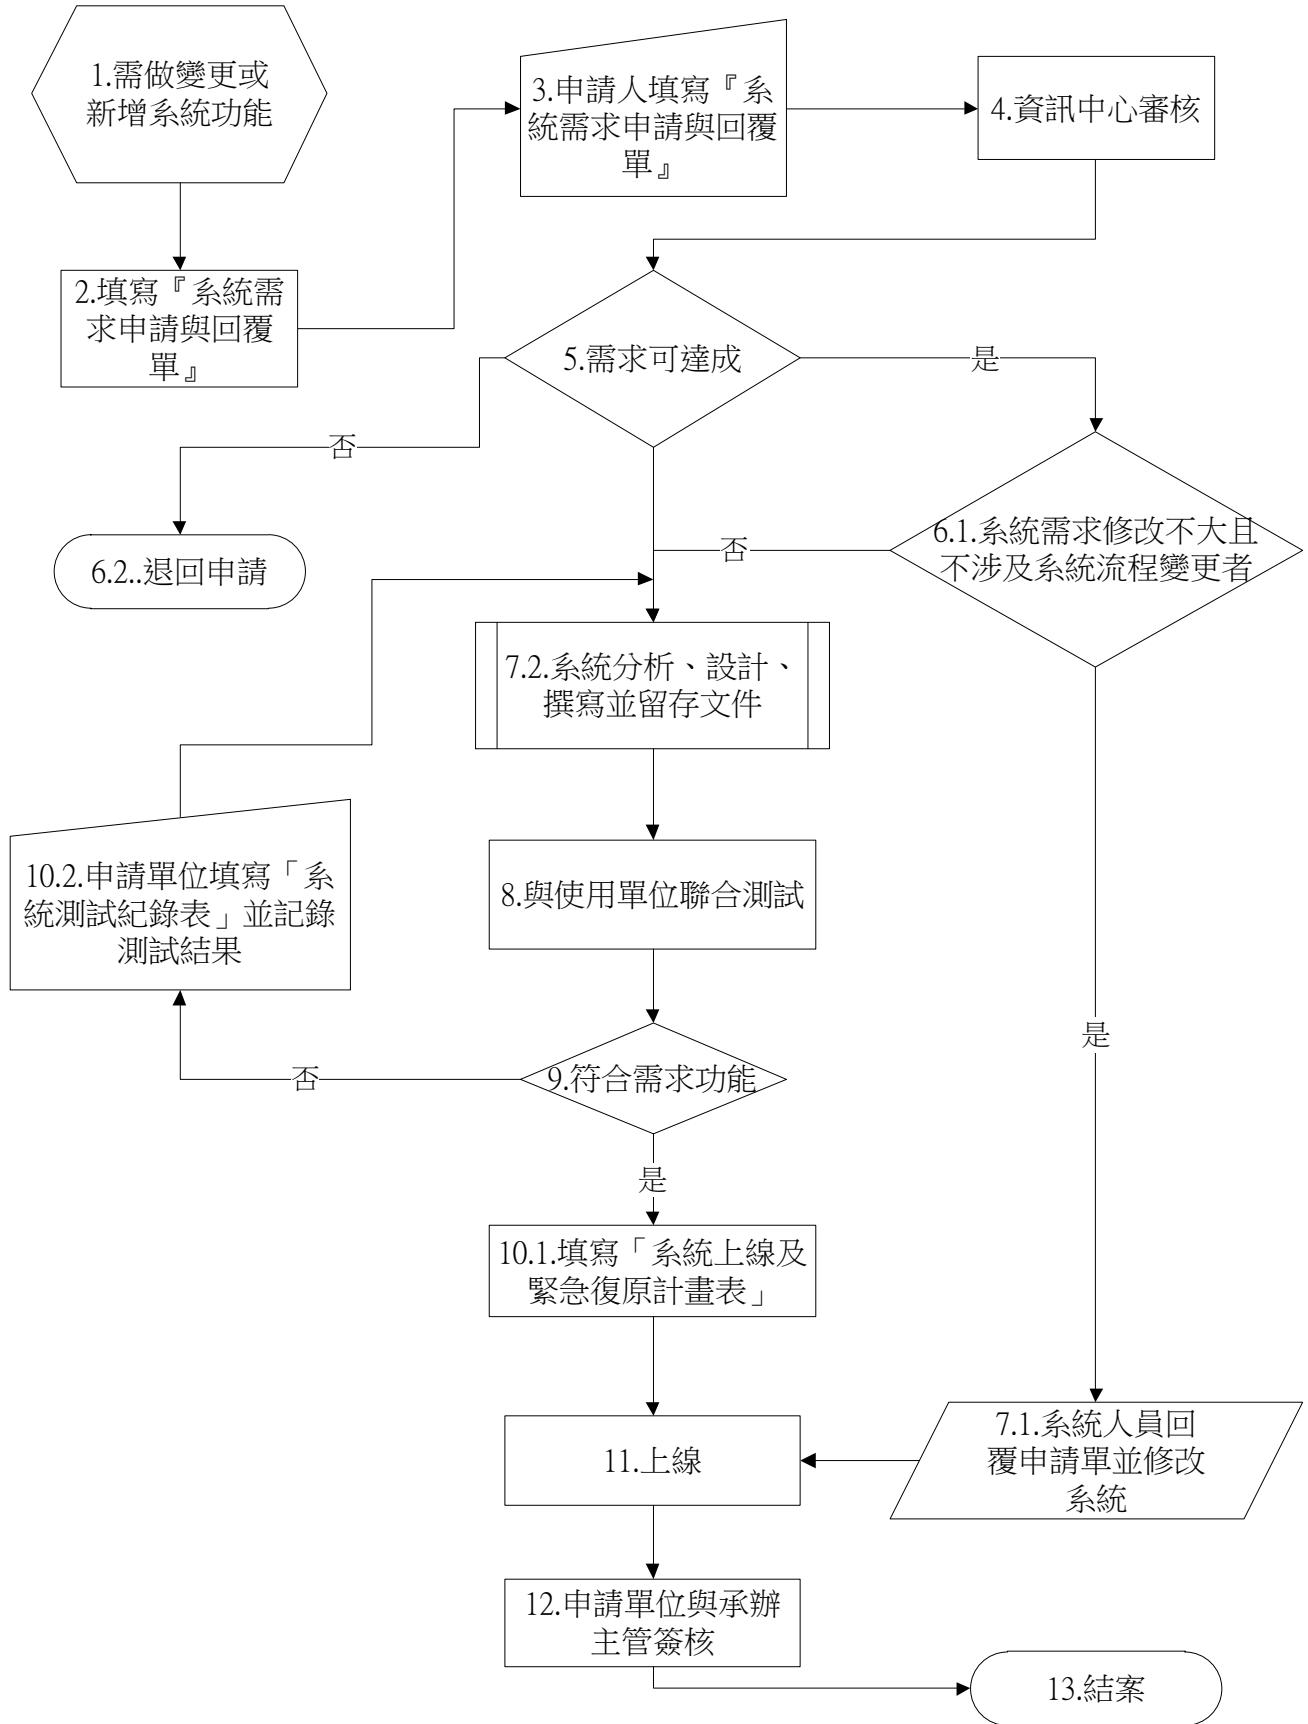 1.需做變更或
新增系統功能
3.申請人填寫『系
統需求申請與回覆
單』
4.資訊中心審核
2.填寫『系統需
求申請與回覆
單』
5.需求可達成
是
否
6.1.系統需求修改不大且
不涉及系統流程變更者
否
6.2..退回申請
7.2.系統分析、設計、
撰寫並留存文件
10.2.申請單位填寫「系
統測試紀錄表」並記錄
測試結果
8.與使用單位聯合測試
是
9.符合需求功能
否
是
10.1.填寫「系統上線及
緊急復原計畫表」
7.1.系統人員回
覆申請單並修改
系統
11.上線
12.申請單位與承辦
主管簽核
13.結案